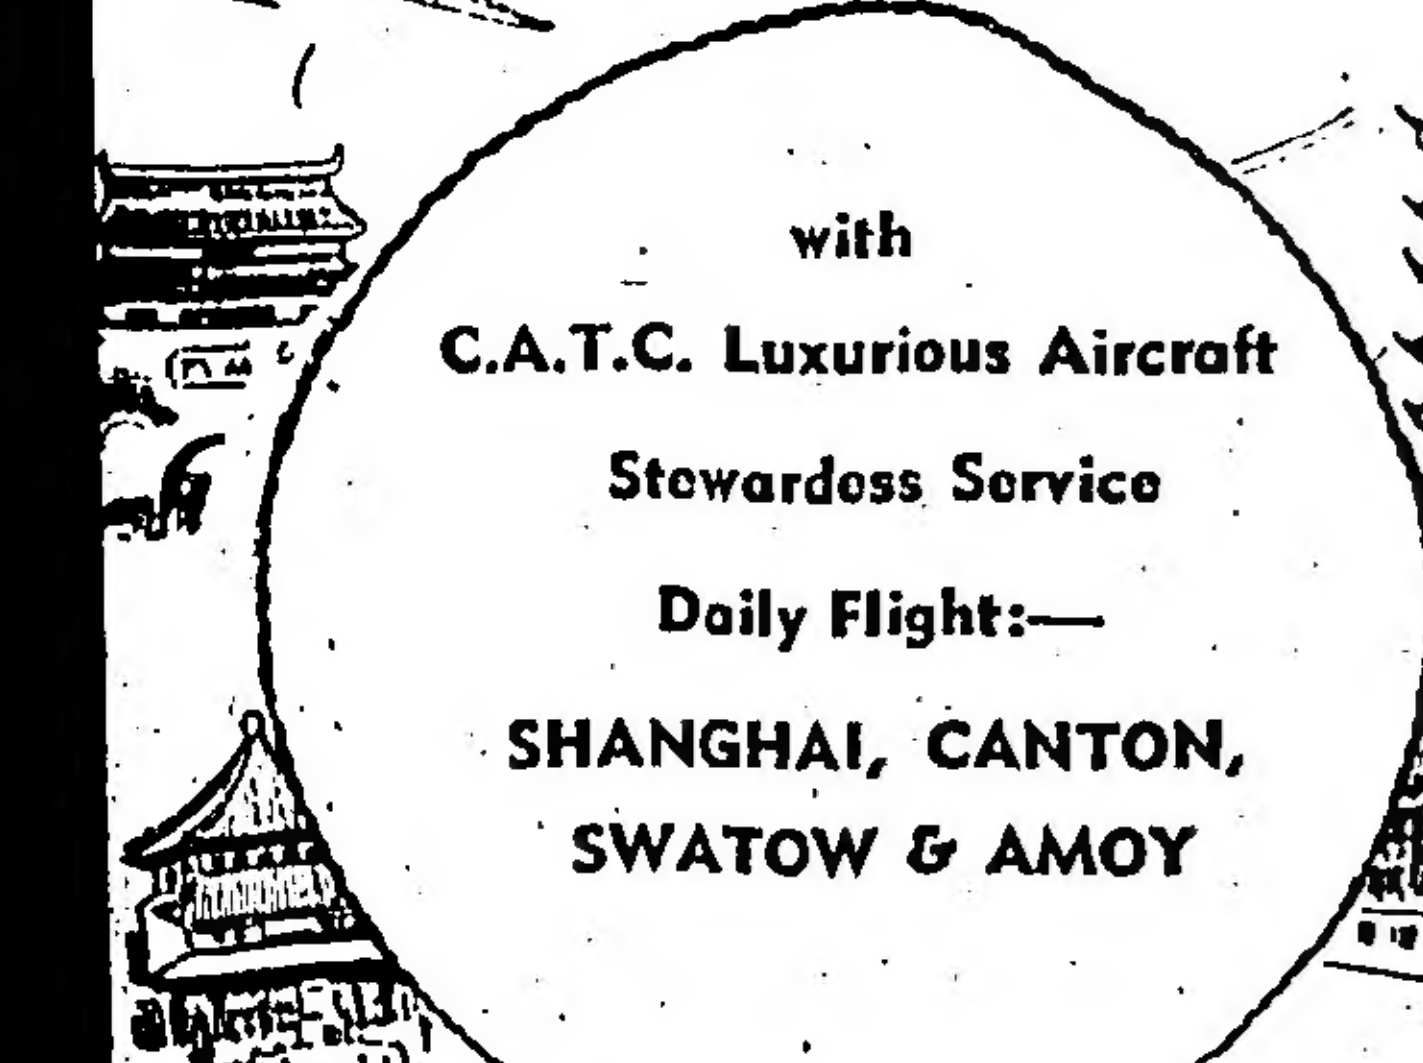 with
C.A.T.C. Luxurious Aircraft
Stewardess Service
Daily Flight:—
SHANGHAI, CANTON,
SWATOW & AMOY